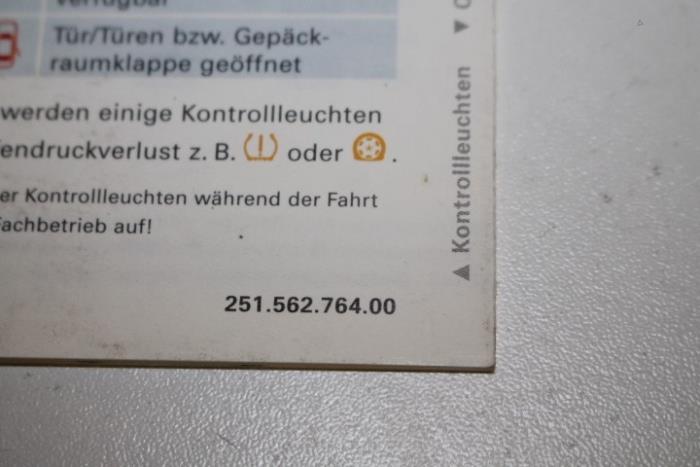 verfügbar
Tür/Türen bzw. Gepäck-
raumklappe geöffnet
werden einige Kontrollleuchten
endruckverlust z. B. (!) oder .
er Kontrollleuchten während der Fahrt
achbetrieb auf!
251.562.764.00
▲ Kontrollleuchten ▼